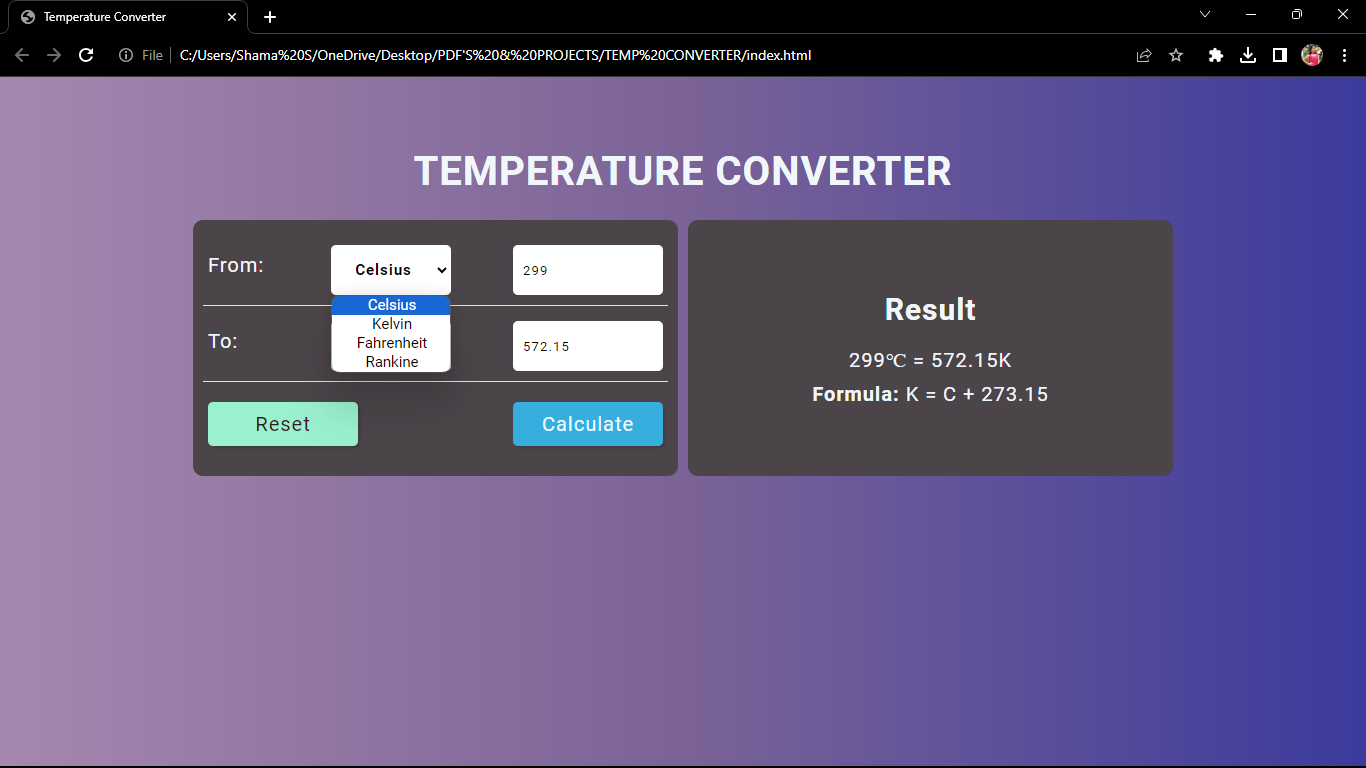 Temperature Converter
File C:/Users/Shama%20S/OneDrive/Desktop/PDF'S%20&%20PROJECTS/TEMP%20CONVERTER/index.html
TEMPERATURE CONVERTER
From: Celsius 299
Celsius
Kelvin
Fahrenheit
Rankine
To: 572.15
Reset Calculate
Result
299℃ = 572.15K
Formula: K = C + 273.15